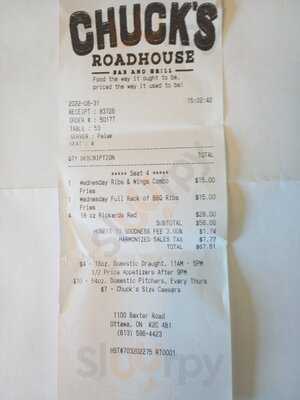 CHUCK'S
ROADHOUSE
BAR AND GRILL
Food the way it ought to be,
priced the way it used to be!
2022-08-31 15:02:42
RECEIPT : 83728
ORDER # : 50177
TABLE : 53
SERVER :
SEAT : 4
QTY DESCRIPTION TOTAL
***** Seat 4 *****
1 Wednesday Ribs & Wings Combo $15.00
Fries
1 Wednesday Full Rack of BBQ Ribs $15.00
Fries
4 18 oz Rickards Red $28.00
SUBTOTAL $58.00
HONEST TO GOODNESS FEE 3.00% $1.74
HARMONIZED SALES TAX $7.77
TOTAL $67.51
$4 - 18oz. Domestic Draught, 11AM - 5PM
1/2 Price Appetizers After 9PM
$10 - 54oz. Domestic Pitchers, Every Thurs
$7 - Chuck's Size Caesars
1100 Baxter Road
Ottawa, ON K2C 4B1
(613) 596-4423
HST#703202275 RT0001
Sluurpy